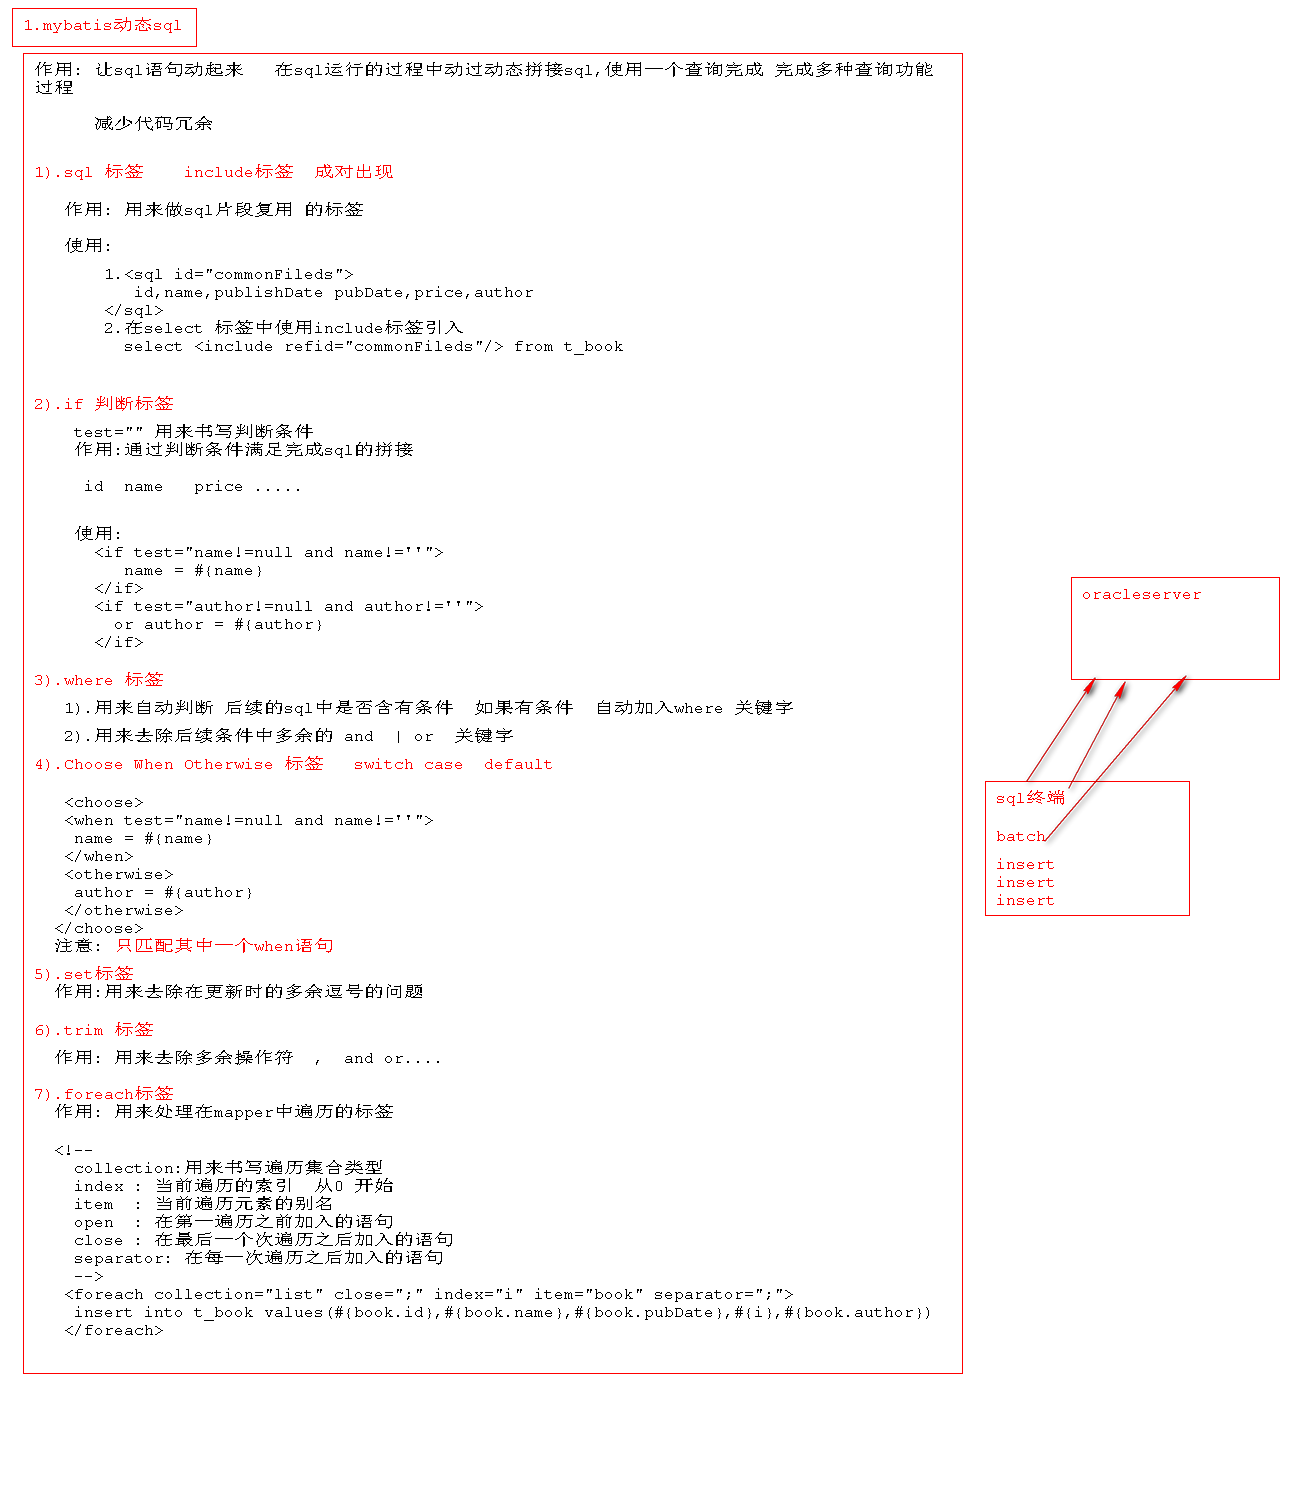 1.mybatis动态sql
作用: 让sql语句动起来   在sql运行的过程中动过动态拼接sql,使用一个查询完成 完成多种查询功能
过程
减少代码冗余
1).sql 标签    include标签  成对出现
作用: 用来做sql片段复用 的标签
使用:
1.<sql id="commonFileds">
id,name,publishDate pubDate,price,author
</sql>
2.在select 标签中使用include标签引入
select <include refid="commonFileds"/> from t_book
2).if 判断标签
test="" 用来书写判断条件
作用:通过判断条件满足完成sql的拼接
id  name   price .....
使用:
<if test="name!=null and name!=''">
name = #{name}
</if>
<if test="author!=null and author!=''">
or author = #{author}
</if>
3).where 标签
1).用来自动判断 后续的sql中是否含有条件  如果有条件  自动加入where 关键字
2).用来去除后续条件中多余的 and  | or  关键字
4).Choose When Otherwise 标签   switch case  default
<choose>
<when test="name!=null and name!=''">
name = #{name}
</when>
<otherwise>
author = #{author}
</otherwise>
</choose>
注意: 只匹配其中一个when语句
5).set标签
作用:用来去除在更新时的多余逗号的问题
6).trim 标签
作用: 用来去除多余操作符  ,  and or....
7).foreach标签
作用: 用来处理在mapper中遍历的标签
<!--
collection:用来书写遍历集合类型
index : 当前遍历的索引  从0 开始
item  : 当前遍历元素的别名
open  : 在第一遍历之前加入的语句
close : 在最后一个次遍历之后加入的语句
separator: 在每一次遍历之后加入的语句
-->
<foreach collection="list" close=";" index="i" item="book" separator=";">
insert into t_book values(#{book.id},#{book.name},#{book.pubDate},#{i},#{book.author})
</foreach>
oracleserver
sql终端
batch
insert
insert
insert